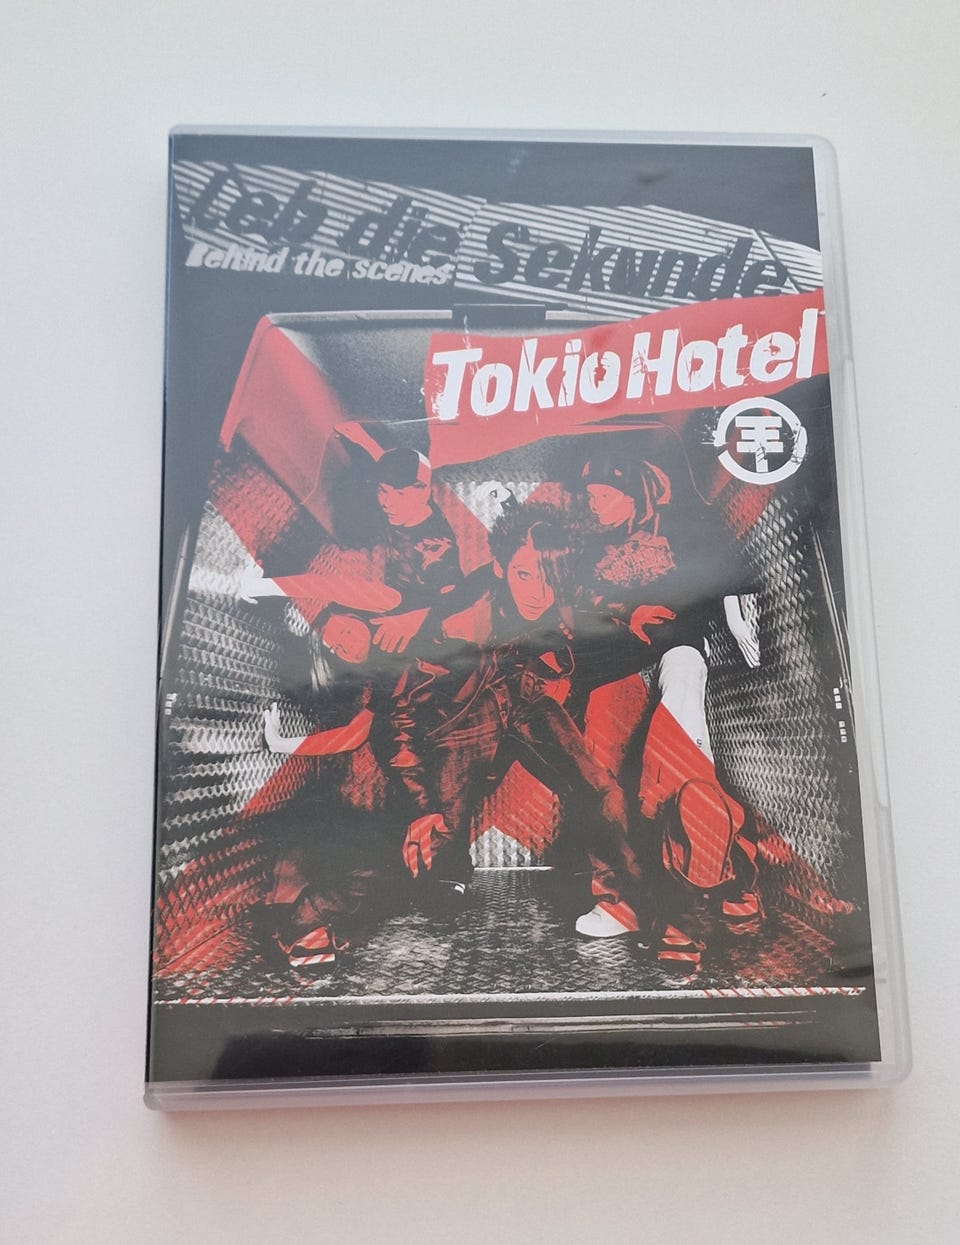 Leb die Sekunde
Behind the scenes
Tokio Hotel